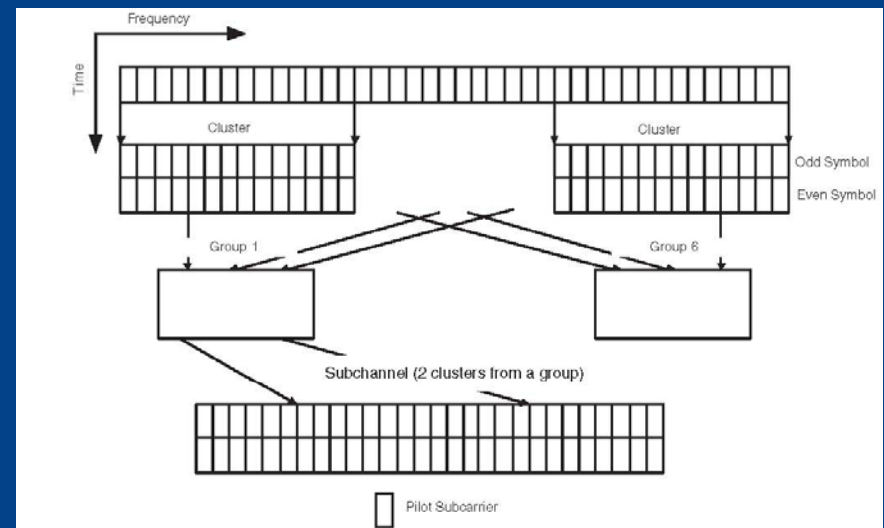 Frequency
Time
Cluster
Cluster
Odd Symbol
Even Symbol
Group 1
Group 6
Subchannel (2 clusters from a group)
Pilot Subcarrier